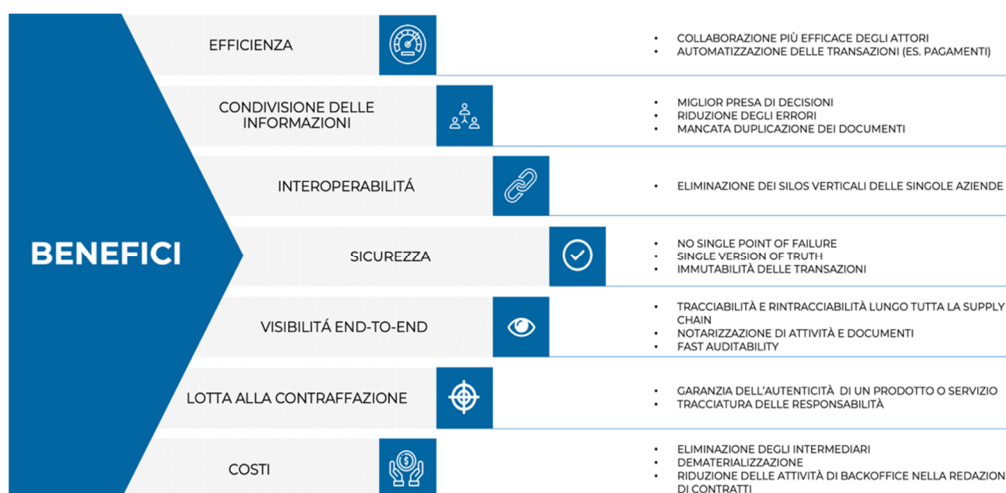 BENEFICI
EFFICIENZA
• COLLABORAZIONE PIÙ EFFICACE DEGLI ATTORI
• AUTOMATIZZAZIONE DELLE TRANSAZIONI (ES. PAGAMENTI)
CONDIVISIONE DELLE
INFORMAZIONI
• MIGLIOR PRESA DI DECISIONI
• RIDUZIONE DEGLI ERRORI
• MANCATA DUPLICAZIONE DEI DOCUMENTI
INTEROPERABILITÁ
• ELIMINAZIONE DEI SILOS VERTICALI DELLE SINGOLE AZIENDE
SICUREZZA
• NO SINGLE POINT OF FAILURE
• SINGLE VERSION OF TRUTH
• IMMUTABILITÀ DELLE TRANSAZIONI
VISIBILITÁ END-TO-END
• TRACCIABILITÀ E RINTRACCIABILITÀ LUNGO TUTTA LA SUPPLY
CHAIN
• NOTARIZZAZIONE DI ATTIVITÀ E DOCUMENTI
• FAST AUDITABILITY
LOTTA ALLA CONTRAFFAZIONE
• GARANZIA DELL'AUTENTICITÀ DI UN PRODOTTO O SERVIZIO
• TRACCIATURA DELLE RESPONSABILITÀ
COSTI
• ELIMINAZIONE DEGLI INTERMEDIARI
• DEMATERIALIZZAZIONE
• RIDUZIONE DELLE ATTIVITÀ DI BACKOFFICE NELLA REDAZION
DI CONTRATTI